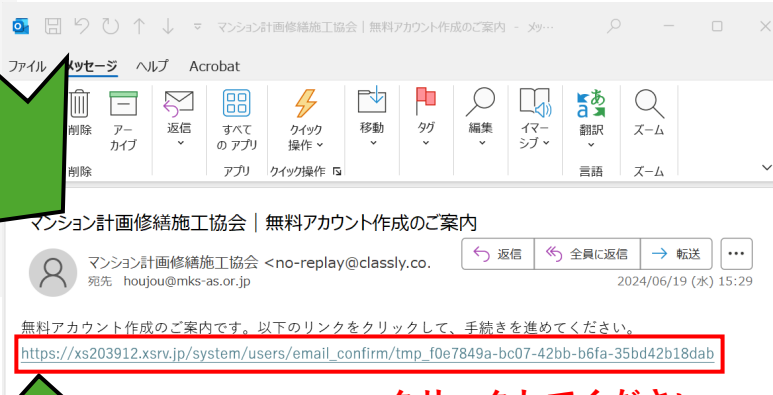 マンション計画修繕施工協会 | 無料アカウント作成のご案内 - メッ…
ファイル メッセージ ヘルプ Acrobat
削除 アーカイブ 返信 すべての アプリ クイック操作 移動 タグ 編集 イマーシブ 翻訳 ズーム
削除 アプリ クイック操作 言語 ズーム
マンション計画修繕施工協会 | 無料アカウント作成のご案内
マンション計画修繕施工協会 <no-replay@classly.co. 返信 全員に返信 転送 …
宛先 houjou@mks-as.or.jp 2024/06/19 (水) 15:29
無料アカウント作成のご案内です。以下のリンクをクリックして、手続きを進めてください。
https://xs203912.xsrv.jp/system/users/email_confirm/tmp_f0e7849a-bc07-42bb-b6fa-35bd42b18dab